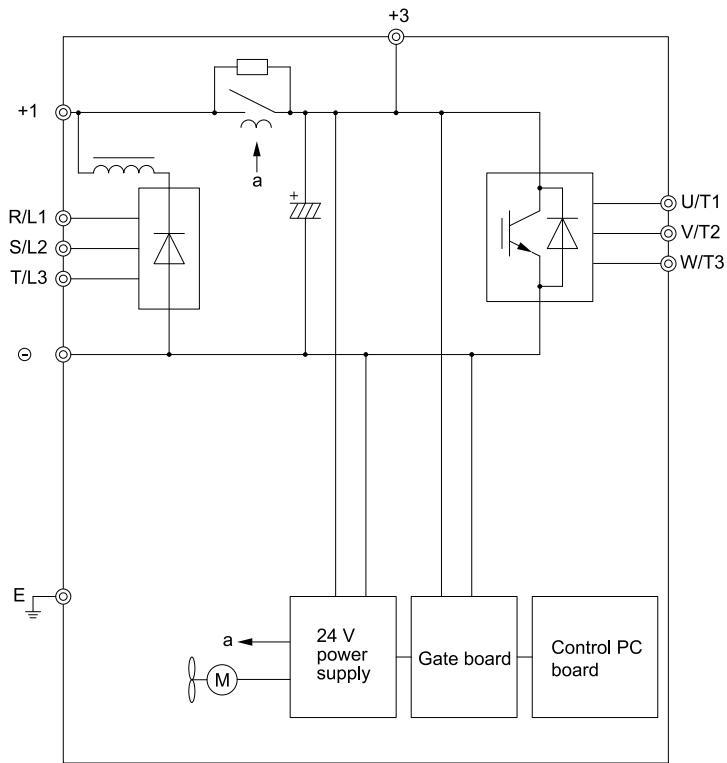 +3
+1
a
+
R/L1
S/L2
T/L3
U/T1
V/T2
W/T3
⊖
E
a
M
24 V
power
supply
Gate board
Control PC
board